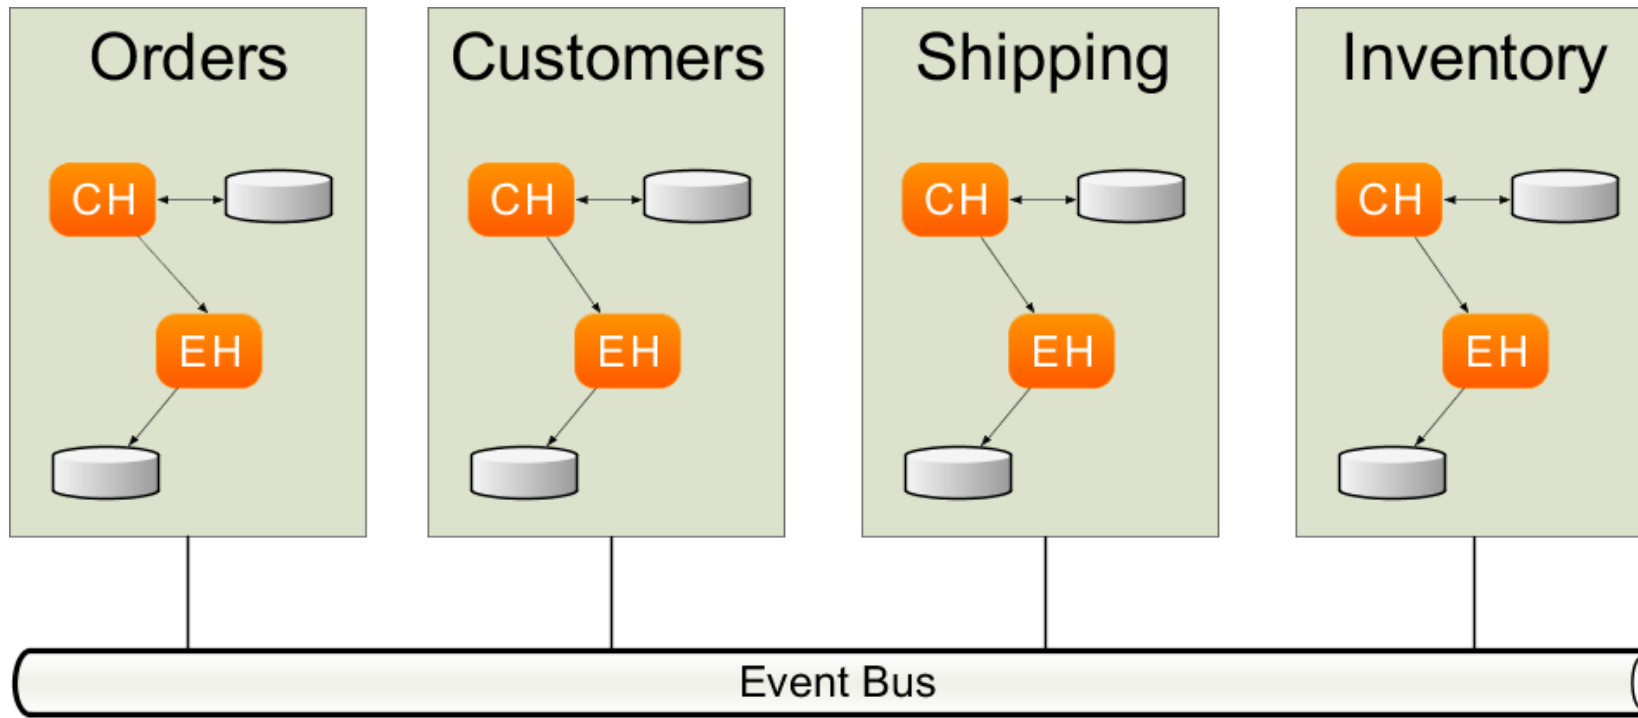 Orders
CH
EH
Customers
CH
EH
Shipping
CH
EH
Inventory
CH
EH
Event Bus